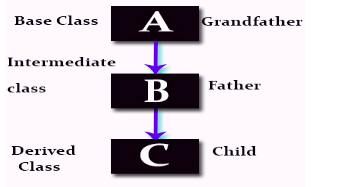 Base Class A Grandfather
Intermediate
class B Father
Derived C Child
Class